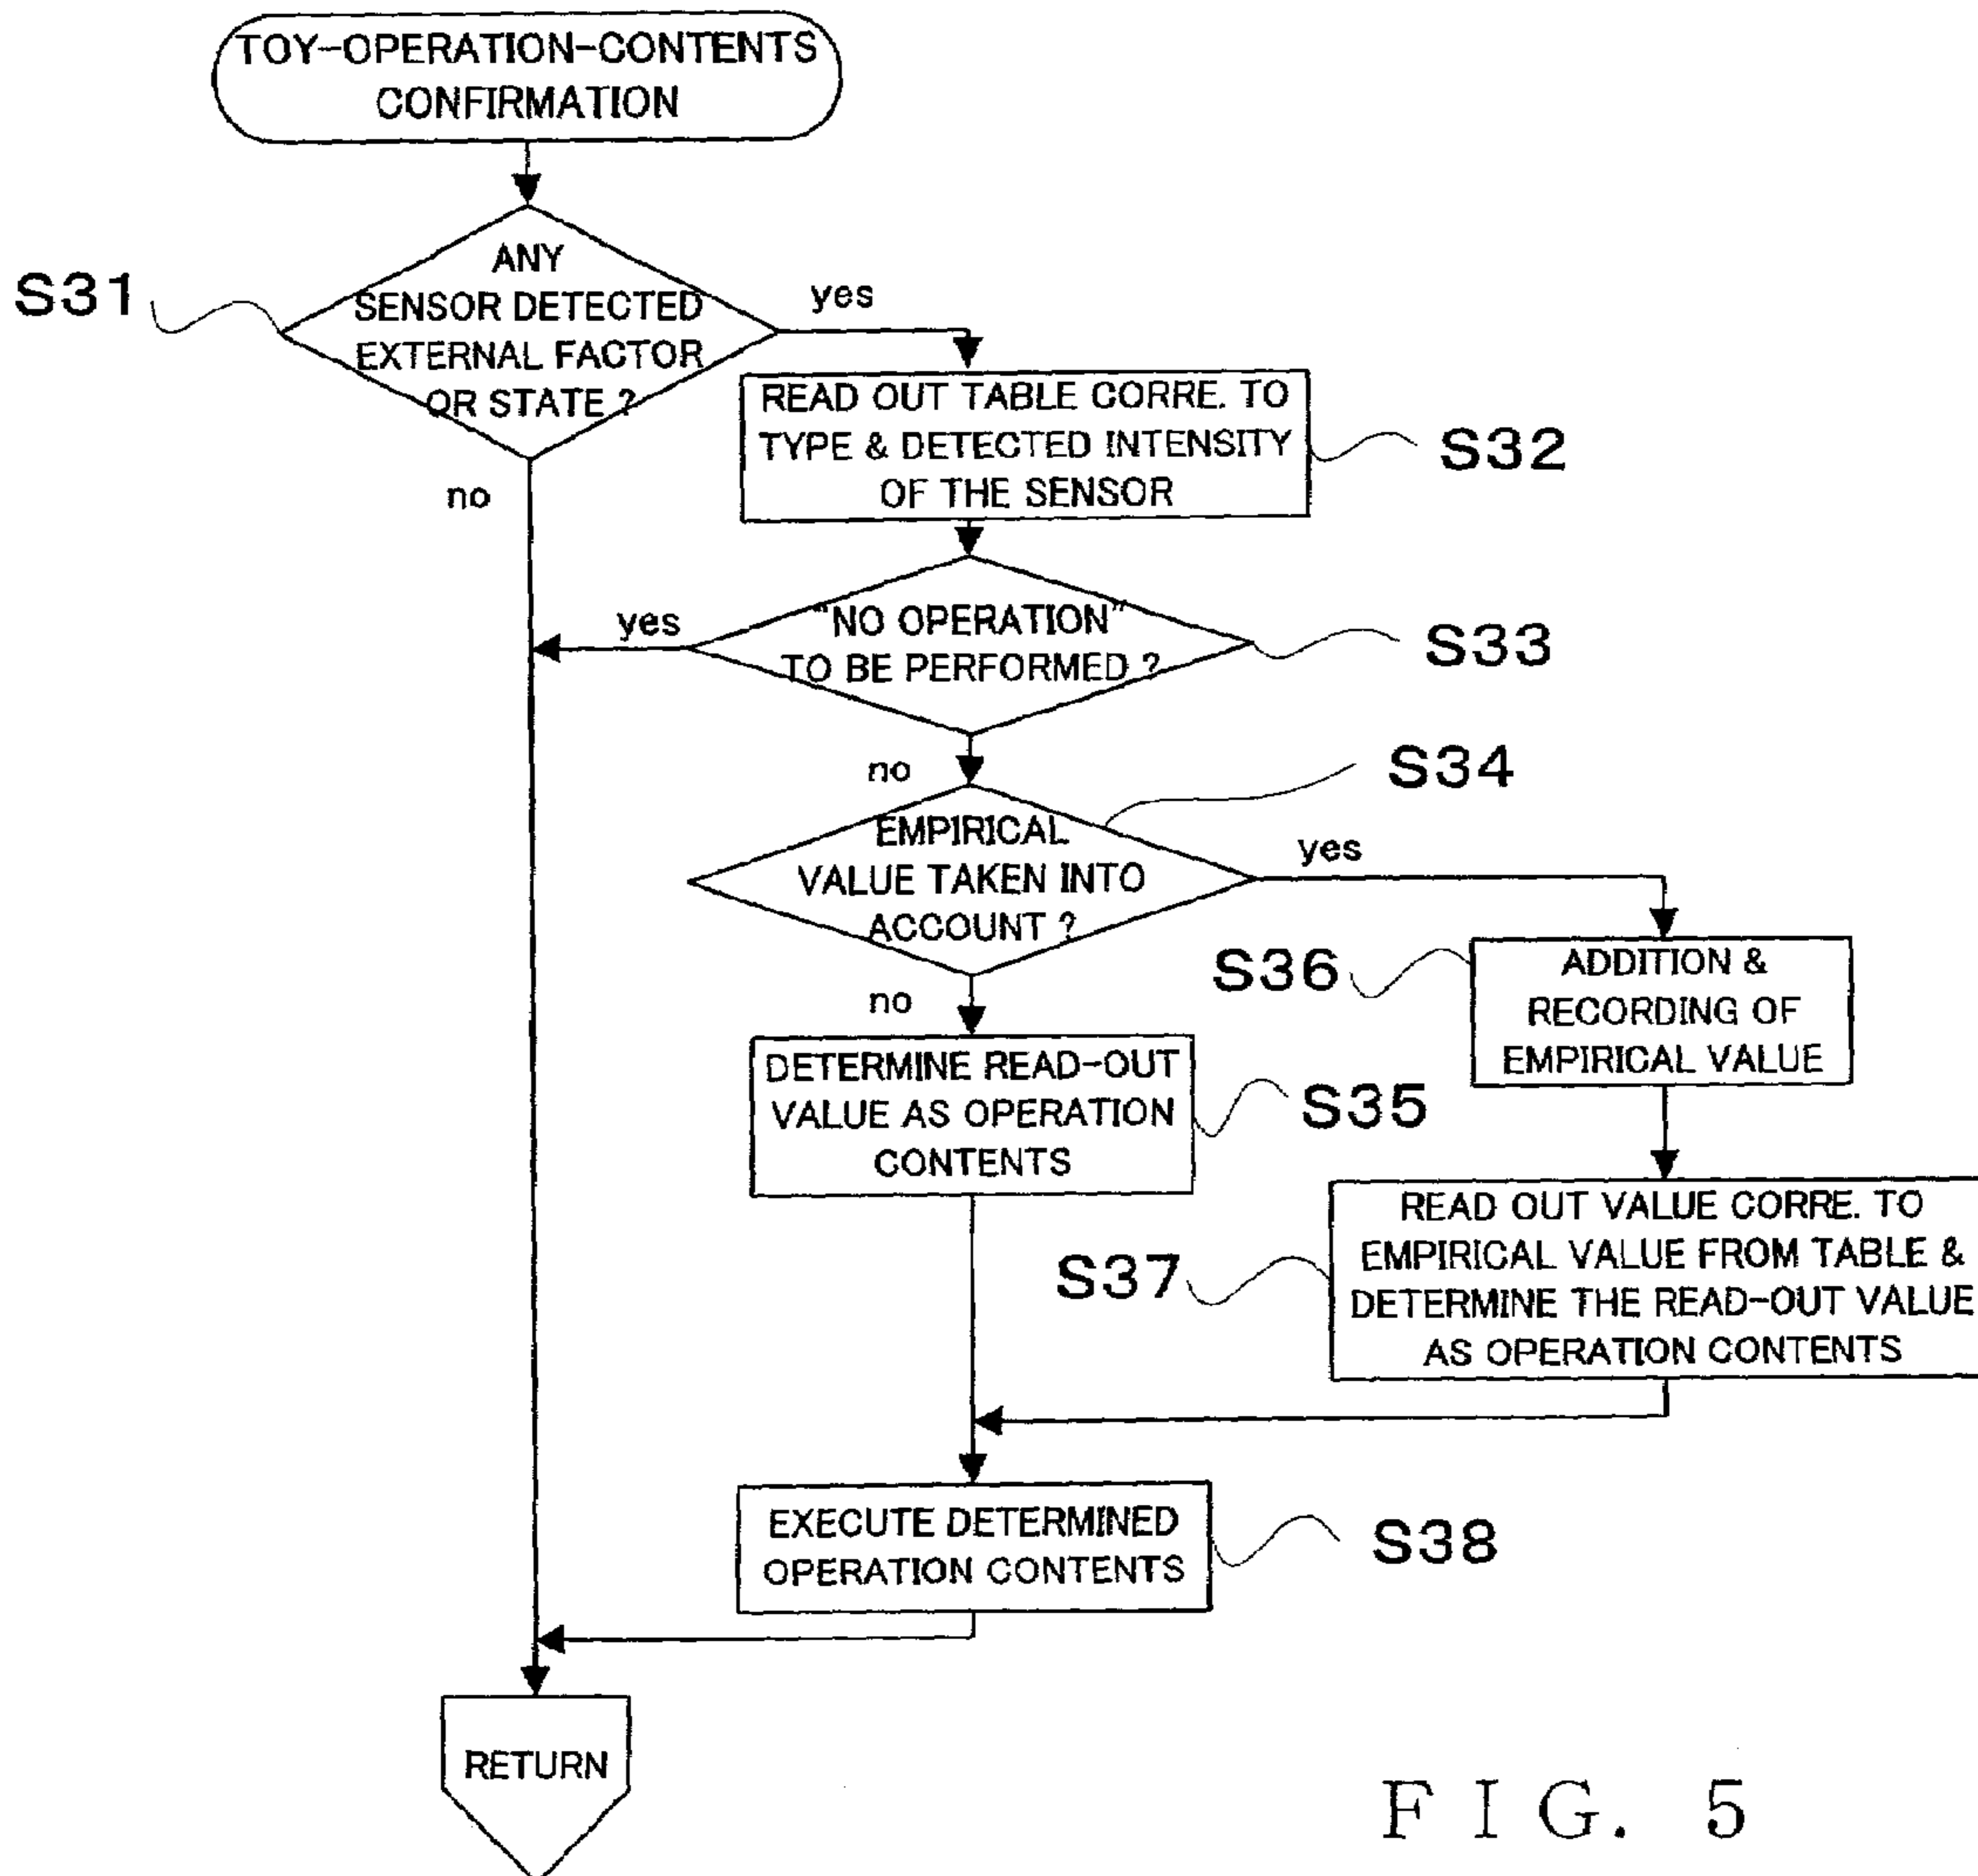 TOY-OPERATION-CONTENTS
CONFIRMATION
S31
ANY
SENSOR DETECTED
EXTERNAL FACTOR
OR STATE ?
yes
no
READ OUT TABLE CORRE. TO
TYPE & DETECTED INTENSITY
OF THE SENSOR
S32
"NO OPERATION"
TO BE PERFORMED ?
yes
S33
no
S34
EMPIRICAL
VALUE TAKEN INTO
ACCOUNT ?
yes
no
S36
ADDITION &
RECORDING OF
EMPIRICAL VALUE
DETERMINE READ-OUT
VALUE AS OPERATION
CONTENTS
S35
S37
READ OUT VALUE CORRE. TO
EMPIRICAL VALUE FROM TABLE &
DETERMINE THE READ-OUT VALUE
AS OPERATION CONTENTS
EXECUTE DETERMINED
OPERATION CONTENTS
S38
RETURN
FIG. 5